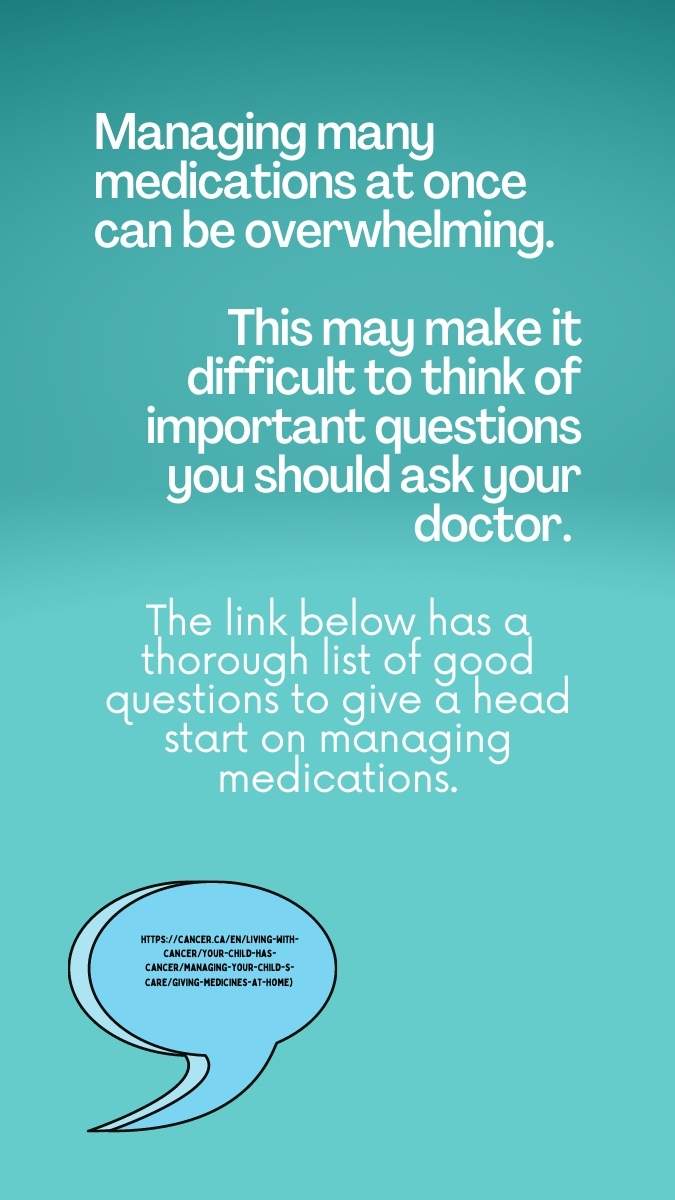 Managing many
medications at once
can be overwhelming.
This may make it
difficult to think of
important questions
you should ask your
doctor.
The link below has a
thorough list of good
questions to give a head
start on managing
medications.
HTTPS://CANCER.CA/EN/LIVING-WITH-
CANCER/YOUR-CHILD-HAS-
CANCER/MANAGING-YOUR-CHILD-S-
CARE/GIVING-MEDICINES-AT-HOME)